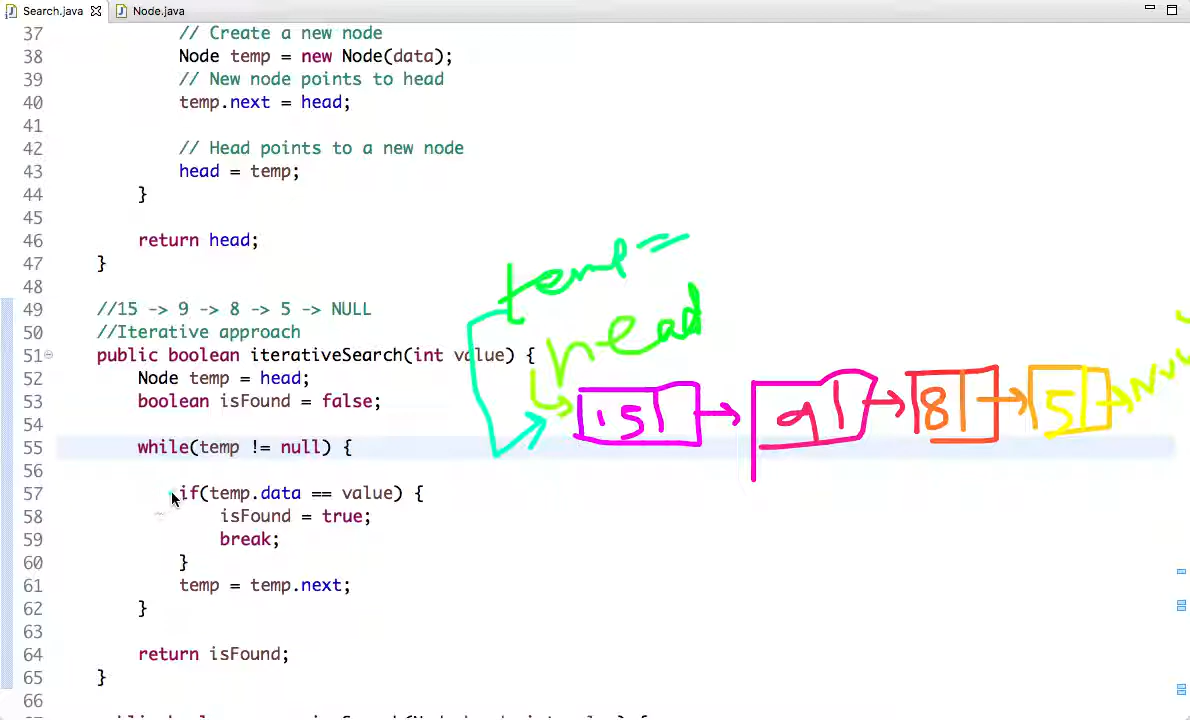 Search.java Node.java
37 // Create a new node
38 Node temp = new Node(data);
39 // New node points to head
40 temp.next = head;
41
42 // Head points to a new node
43 head = temp;
44 }
45
46 return head;
47 }
48
49 //15 -> 9 -> 8 -> 5 -> NULL
50 //Iterative approach
51 public boolean iterativeSearch(int value) {
52 Node temp = head;
53 boolean isFound = false;
54
55 while(temp != null) {
56
57 if(temp.data == value) {
58 isFound = true;
59 break;
60 }
61 temp = temp.next;
62 }
63
64 return isFound;
65 }
66
temp =
head
15 9 8 5